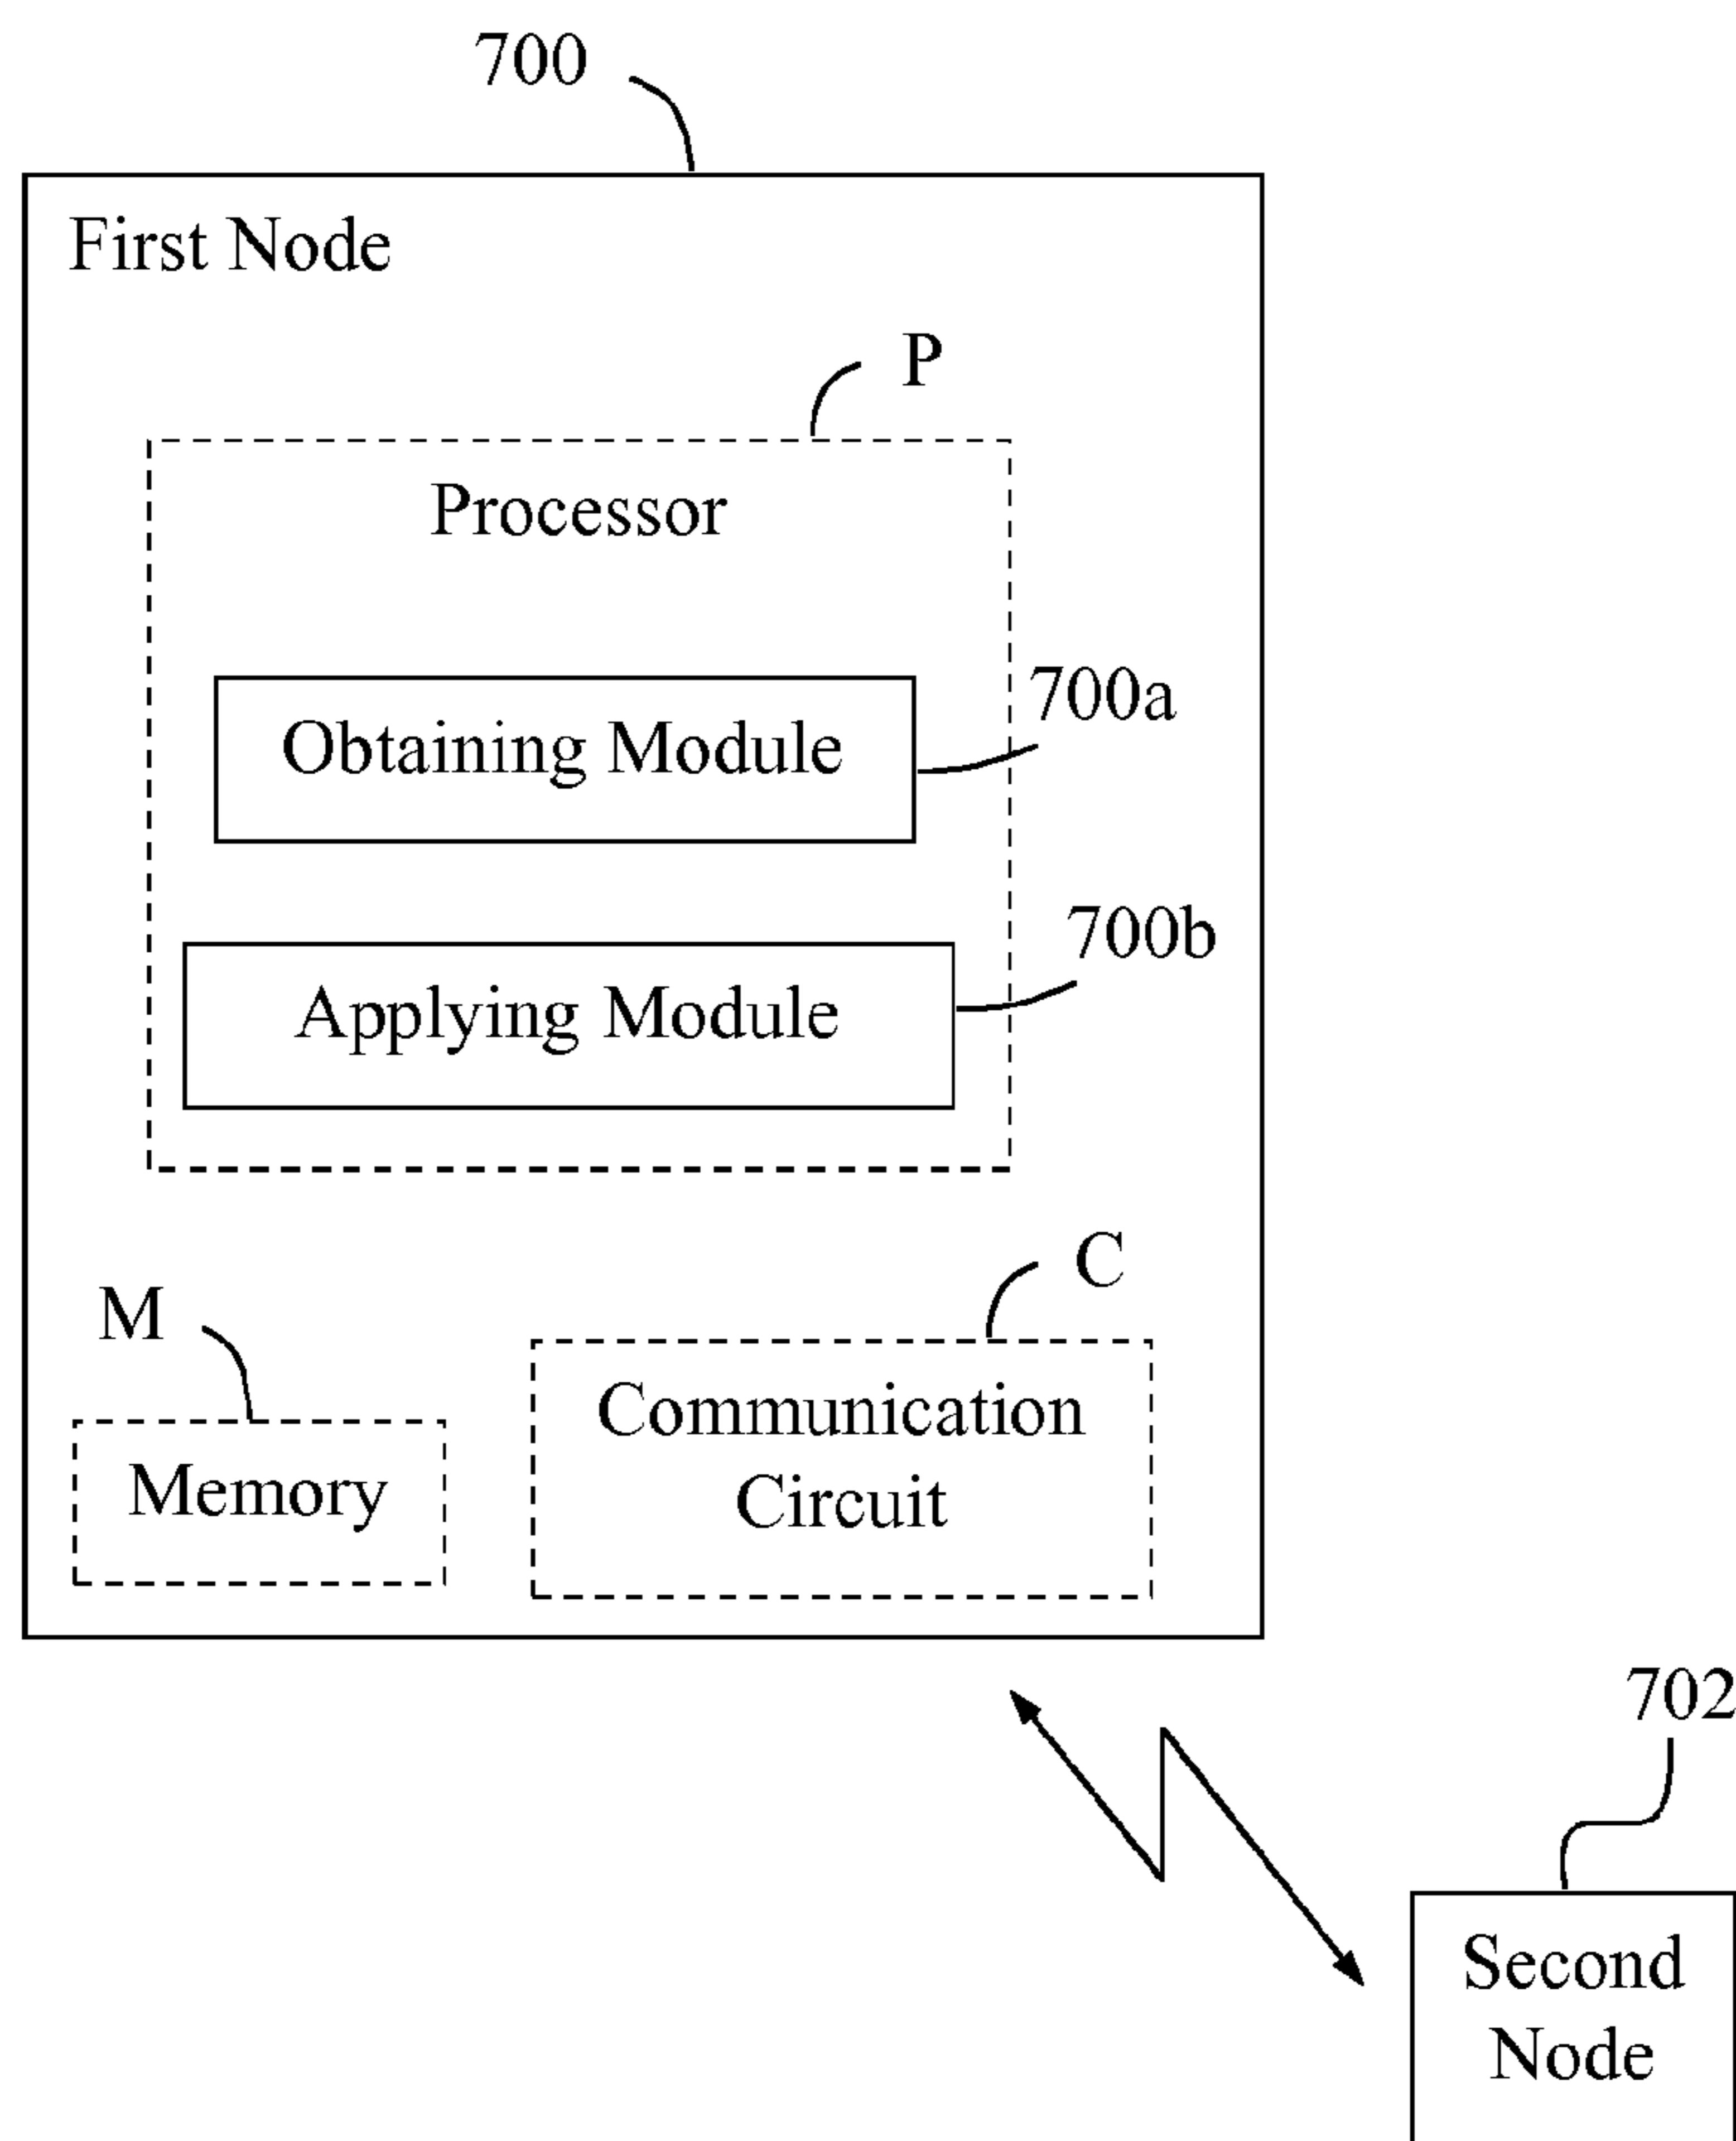 700
First Node
P
Processor
700a
Obtaining Module
700b
Applying Module
C
M
Communication
Circuit
Memory
702
Second
Node